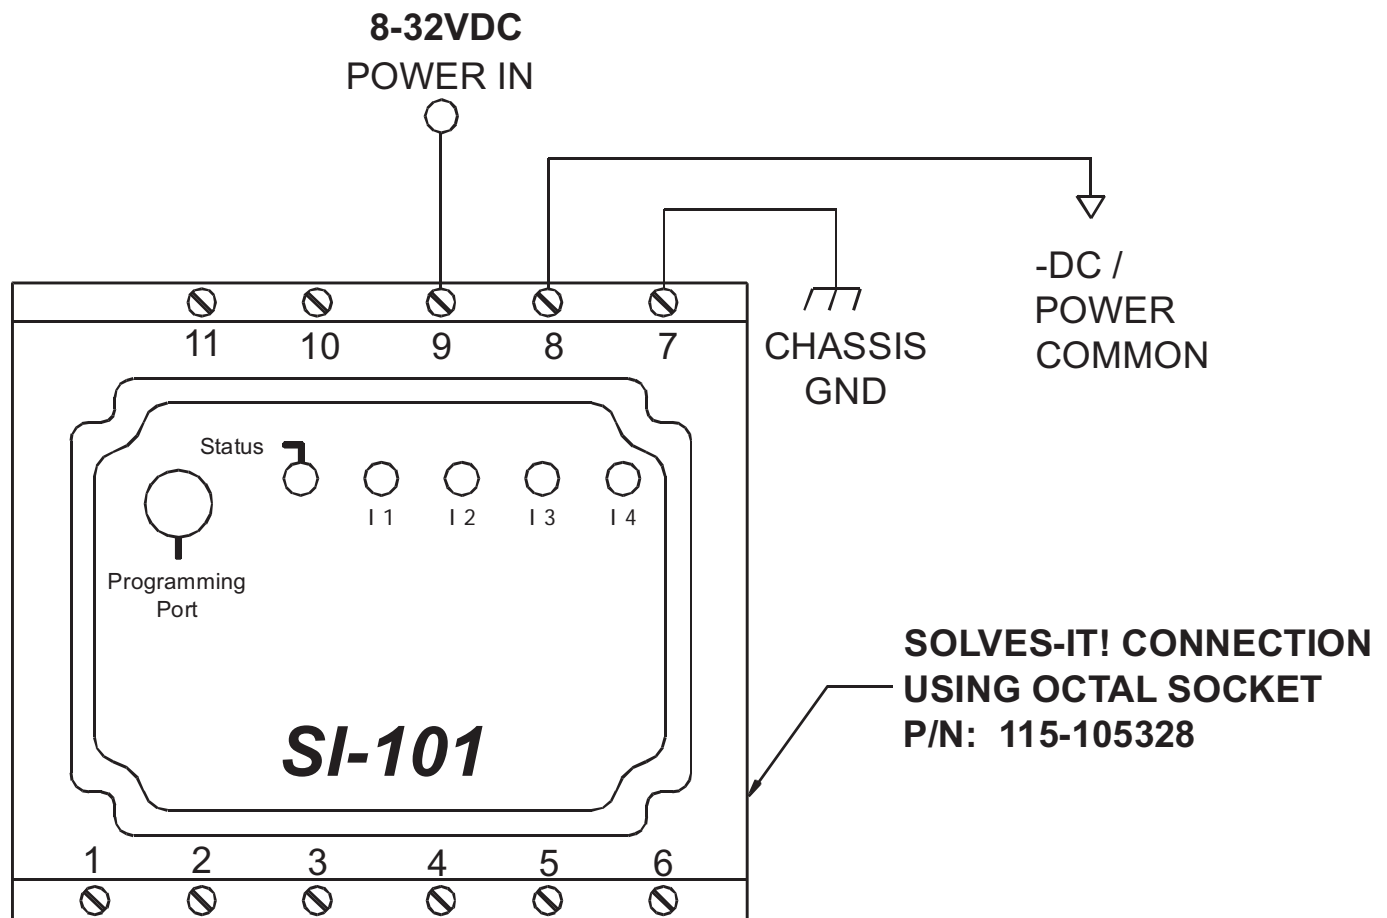 8-32VDC
POWER IN
-DC /
POWER
COMMON
CHASSIS
GND
11 10 9 8 7
Status
I 1 I 2 I 3 I 4
Programming
Port
SOLVES-IT! CONNECTION
USING OCTAL SOCKET
P/N: 115-105328
SI-101
1 2 3 4 5 6